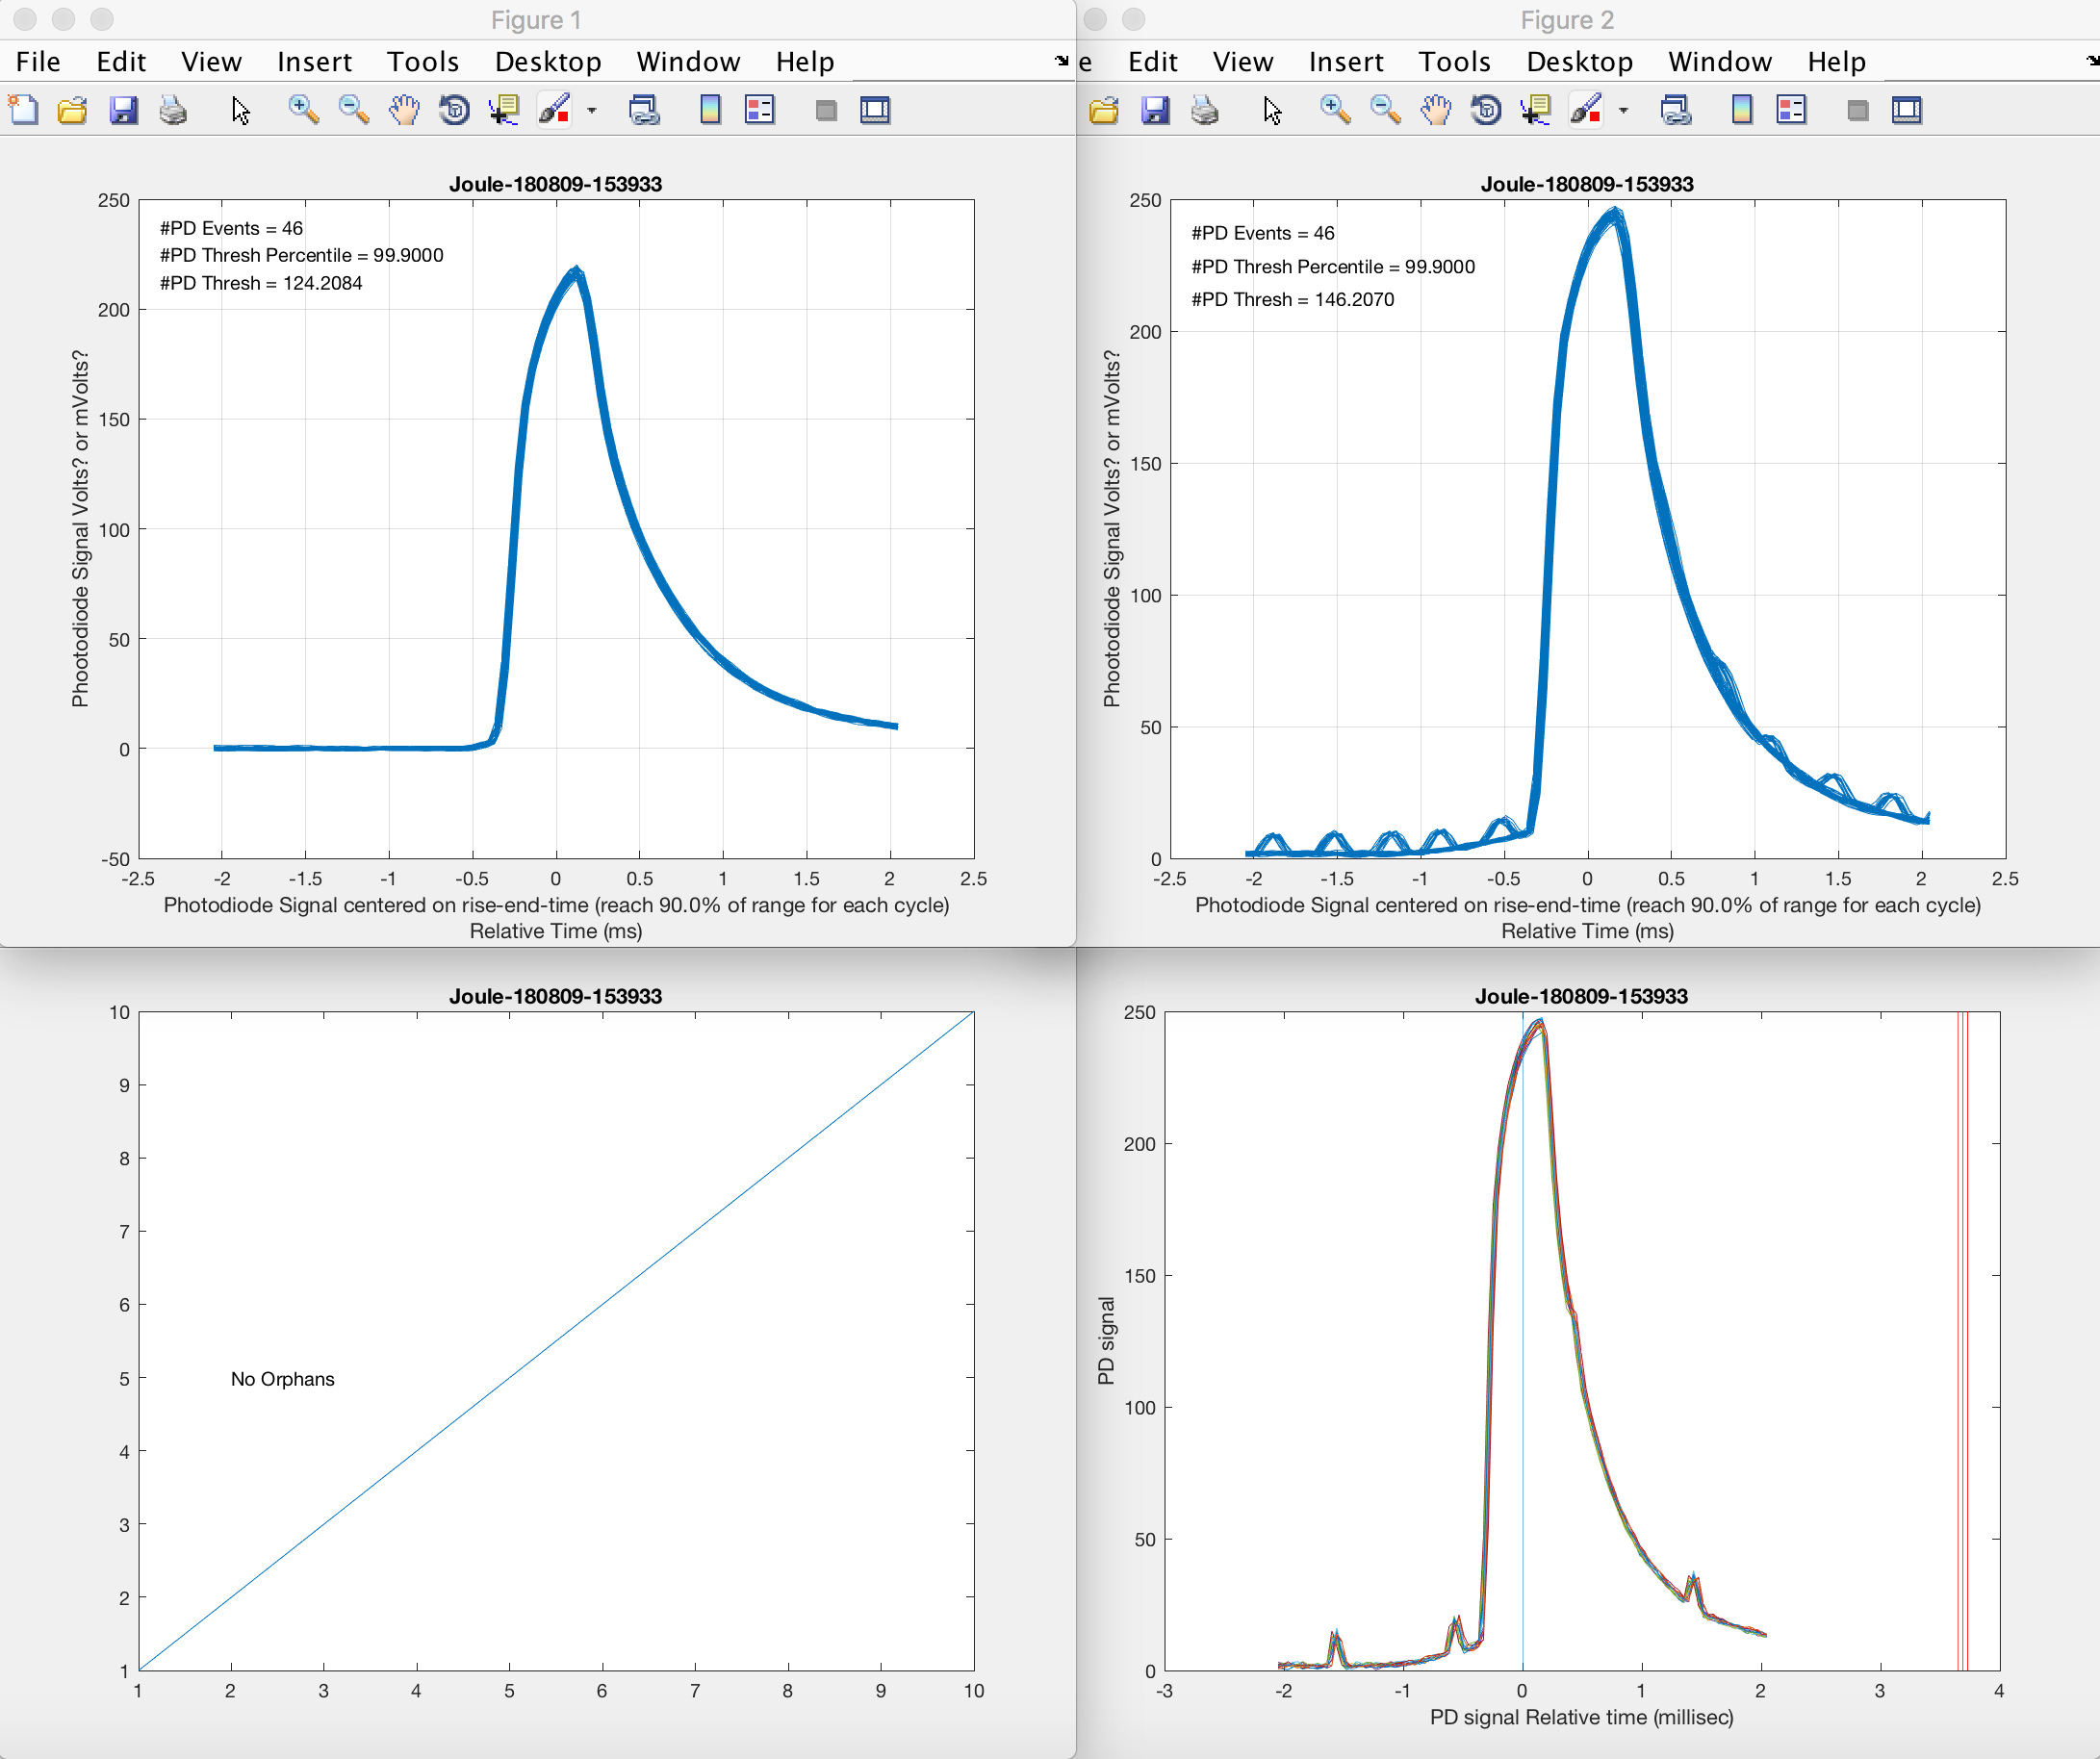 Figure 1
File Edit View Insert Tools Desktop Window Help
Joule-180809-153933
#PD Events = 46
#PD Thresh Percentile = 99.9000
#PD Thresh = 124.2084
250
200
150
100
50
0
-50
Phootodiode Signal Volts? or mVolts?
-2.5 -2 -1.5 -1 -0.5 0 0.5 1 1.5 2 2.5
Photodiode Signal centered on rise-end-time (reach 90.0% of range for each cycle)
Relative Time (ms)
Figure 2
e Edit View Insert Tools Desktop Window Help
Joule-180809-153933
#PD Events = 46
#PD Thresh Percentile = 99.9000
#PD Thresh = 146.2070
250
200
150
100
50
0
Phootodiode Signal Volts? or mVolts?
-2.5 -2 -1.5 -1 -0.5 0 0.5 1 1.5 2 2.5
Photodiode Signal centered on rise-end-time (reach 90.0% of range for each cycle)
Relative Time (ms)
Joule-180809-153933
10
9
8
7
6
5
4
3
2
1
No Orphans
1 2 3 4 5 6 7 8 9 10
Joule-180809-153933
250
200
150
100
50
0
PD signal
-3 -2 -1 0 1 2 3 4
PD signal Relative time (millisec)